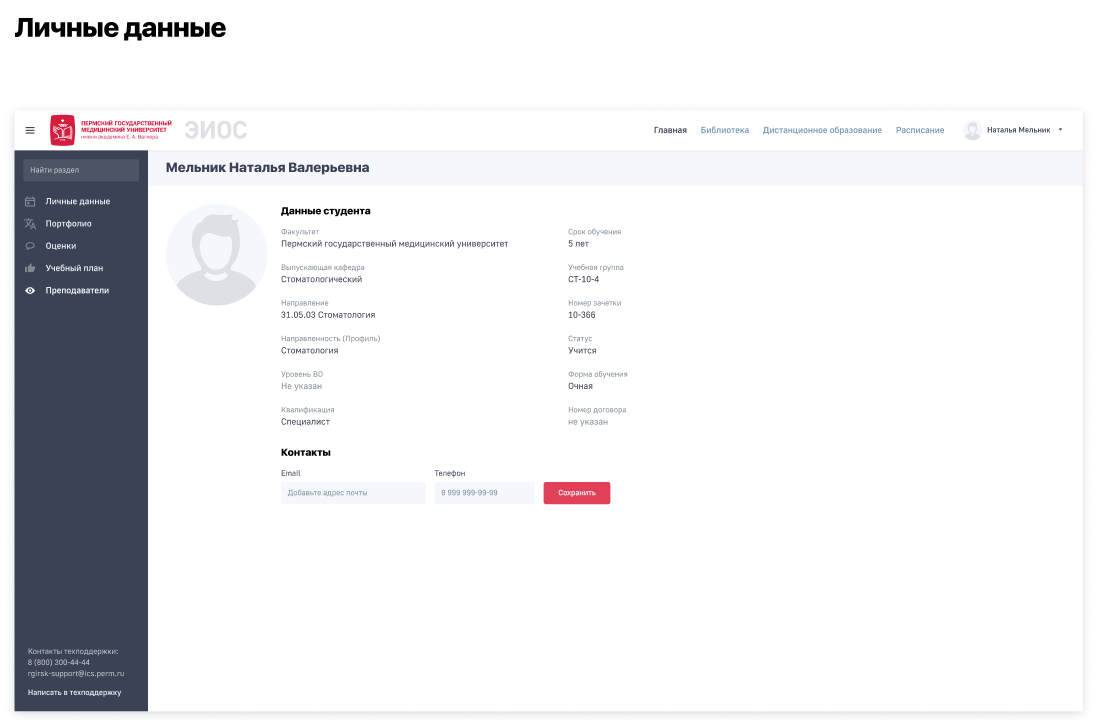 Личные данные
ПЕРМСКИЙ ГОСУДАРСТВЕННЫЙ
МЕДИЦИНСКИЙ УНИВЕРСИТЕТ
имени академика Е. А. Вагнера
ЭИОС
Главная Библиотека Дистанционное образование Расписание Наталья Мельник
Найти раздел
Личные данные
Портфолио
Оценки
Учебный план
Преподаватели
Контакты техподдержки:
8 (800) 300-44-44
rgirsk-support@ics.perm.ru
Написать в техподдержку
Мельник Наталья Валерьевна
Данные студента
Факультет
Пермский государственный медицинский университет
Выпускающая кафедра
Стоматологический
Направление
31.05.03 Стоматология
Направленность (Профиль)
Стоматология
Уровень ВО
Не указан
Квалификация
Специалист
Срок обучения
5 лет
Учебная группа
СТ-10-4
Номер зачетки
10-366
Статус
Учится
Форма обучения
Очная
Номер договора
не указан
Контакты
Email Телефон
Добавьте адрес почты 8 999 999-99-99 Сохранить